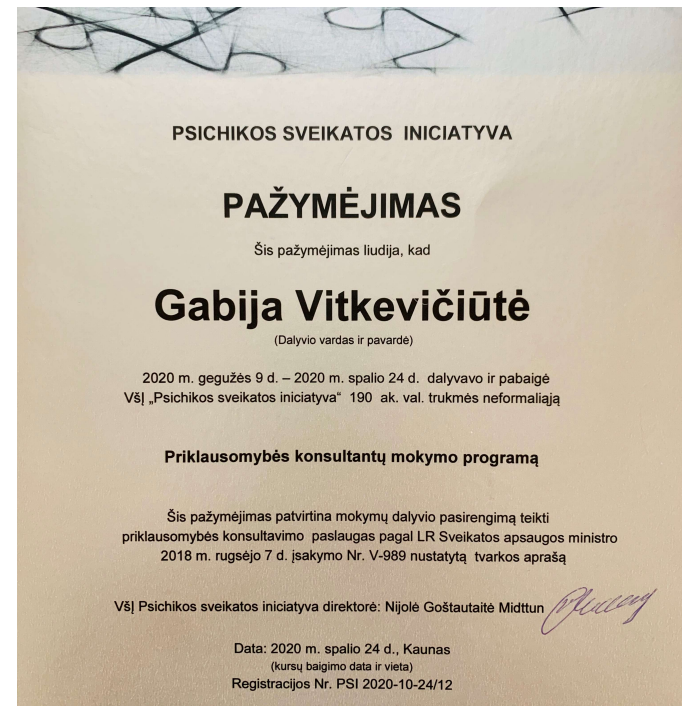 PSICHIKOS SVEIKATOS INICIATYVA
PAŽYMĖJIMAS
Šis pažymėjimas liudija, kad
Gabija Vitkevičiūtė
(Dalyvio vardas ir pavardė)
2020 m. gegužės 9 d. – 2020 m. spalio 24 d. dalyvavo ir pabaigė
VšĮ „Psichikos sveikatos iniciatyva“ 190 ak. val. trukmės neformaliąją
Priklausomybės konsultantų mokymo programą
Šis pažymėjimas patvirtina mokymų dalyvio pasirengimą teikti
priklausomybės konsultavimo paslaugas pagal LR Sveikatos apsaugos ministro
2018 m. rugsėjo 7 d. įsakymo Nr. V-989 nustatytą tvarkos aprašą
VšĮ Psichikos sveikatos iniciatyva direktorė: Nijolė Goštautaitė Midttun
Data: 2020 m. spalio 24 d., Kaunas
(kursų baigimo data ir vieta)
Registracijos Nr. PSI 2020-10-24/12